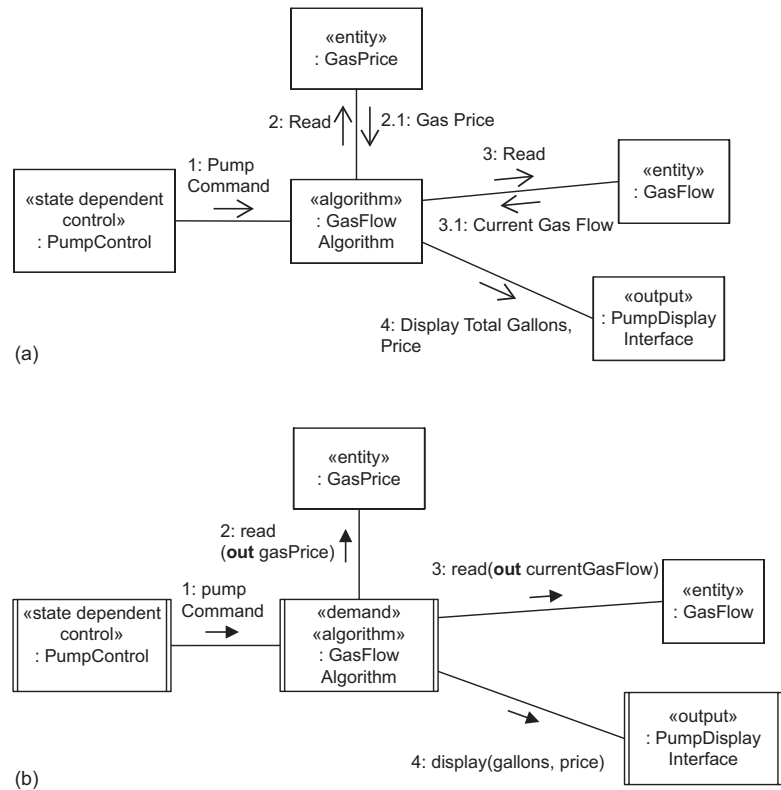 «entity»
: GasPrice
2: Read
2.1: Gas Price
1: Pump
Command
3: Read
«entity»
: GasFlow
«state dependent
control»
: PumpControl
«algorithm»
: GasFlow
Algorithm
3.1: Current Gas Flow
«output»
: PumpDisplay
Interface
4: Display Total Gallons,
Price
(a)
«entity»
: GasPrice
2: read
(out gasPrice)
3: read(out currentGasFlow)
1: pump
Command
«entity»
: GasFlow
«state dependent
control»
: PumpControl
«demand»
«algorithm»
: GasFlow
Algorithm
«output»
: PumpDisplay
Interface
4: display(gallons, price)
(b)